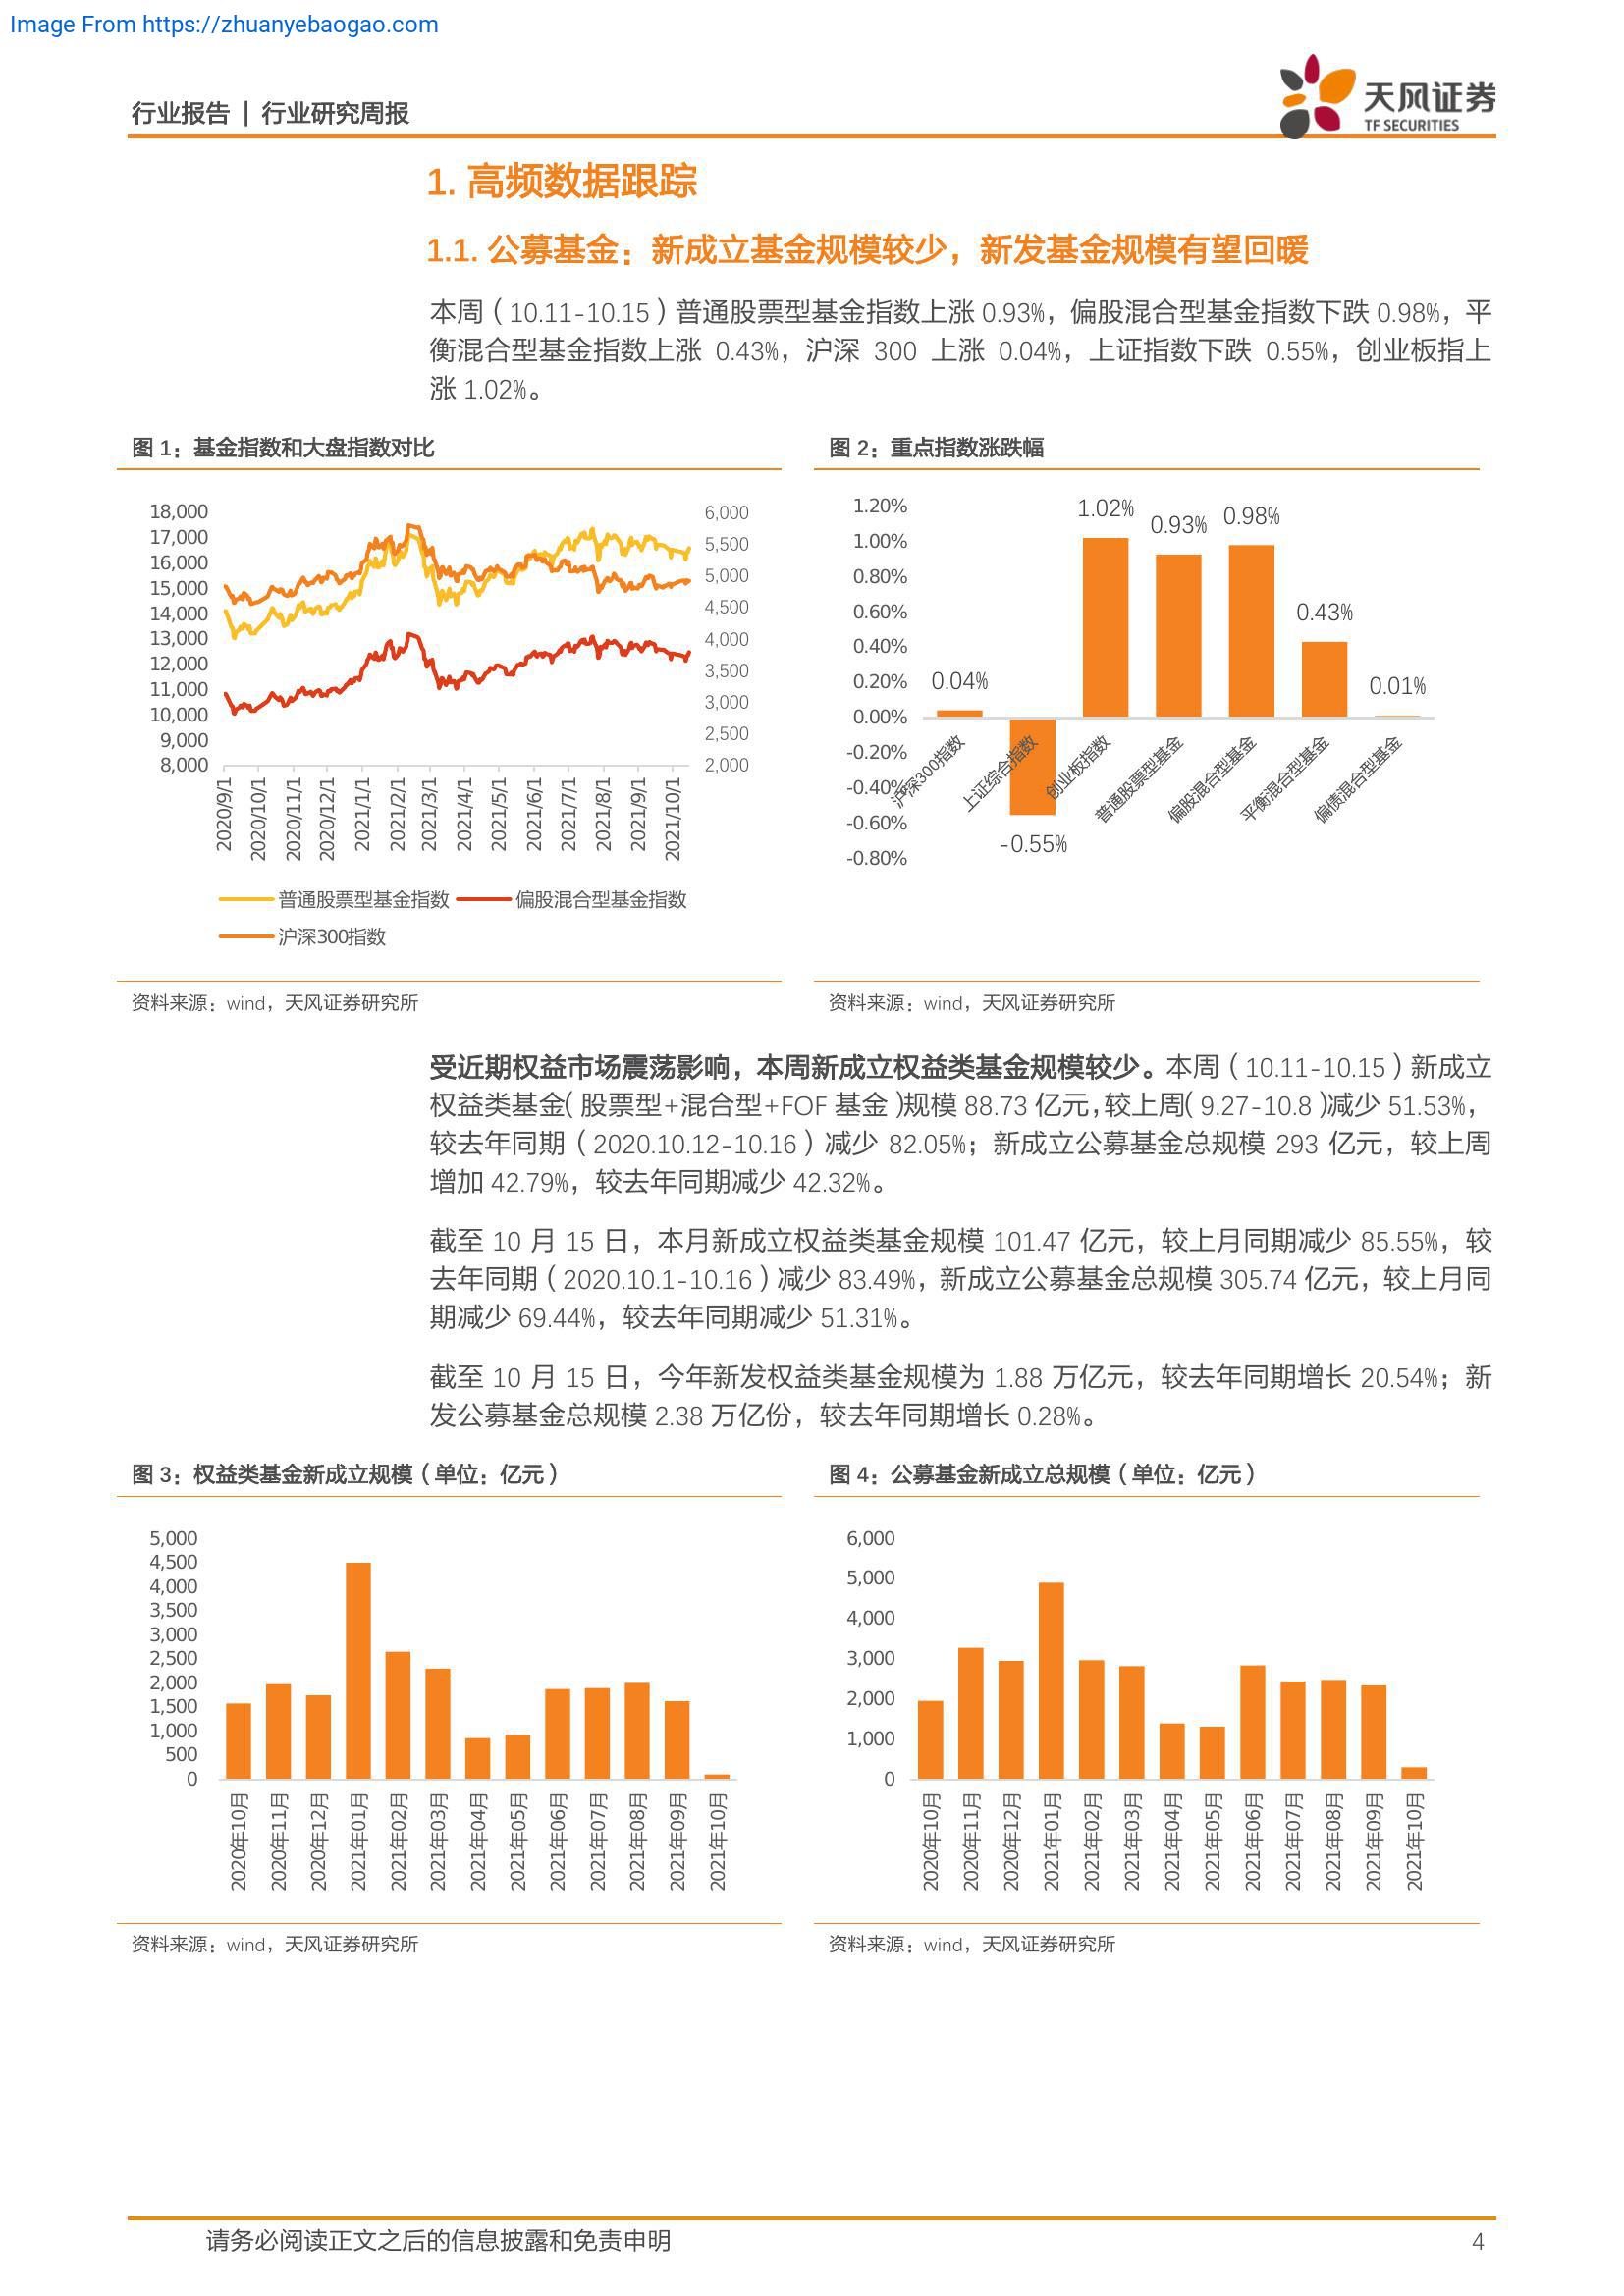 Image From https://zhuanyebaogao.com
行业报告 | 行业研究周报
天风证券
TF SECURITIES
1. 高频数据跟踪
1.1. 公募基金：新成立基金规模较少，新发基金规模有望回暖
本周（10.11-10.15）普通股票型基金指数上涨 0.93%，偏股混合型基金指数下跌 0.98%，平
衡混合型基金指数上涨 0.43%，沪深 300 上涨 0.04%，上证指数下跌 0.55%，创业板指上
涨 1.02%。
图 1：基金指数和大盘指数对比
18,000
17,000
16,000
15,000
14,000
13,000
12,000
11,000
10,000
9,000
8,000
6,000
5,500
5,000
4,500
4,000
3,500
3,000
2,500
2,000
2020/9/1
2020/10/1
2020/11/1
2020/12/1
2021/1/1
2021/2/1
2021/3/1
2021/4/1
2021/5/1
2021/6/1
2021/7/1
2021/8/1
2021/9/1
2021/10/1
普通股票型基金指数
偏股混合型基金指数
沪深300指数
资料来源：wind，天风证券研究所
图 2：重点指数涨跌幅
1.20%
1.00%
0.80%
0.60%
0.40%
0.20%
0.00%
-0.20%
-0.40%
-0.60%
-0.80%
0.04%
-0.55%
1.02%
0.93%
0.98%
0.43%
0.01%
沪深300指数
上证综合指数
创业板指数
普通股票型基金
偏股混合型基金
平衡混合型基金
偏债混合型基金
资料来源：wind，天风证券研究所
受近期权益市场震荡影响，本周新成立权益类基金规模较少。本周（10.11-10.15）新成立
权益类基金（股票型+混合型+FOF 基金）规模 88.73 亿元，较上周（9.27-10.8）减少 51.53%，
较去年同期（2020.10.12-10.16）减少 82.05%；新成立公募基金总规模 293 亿元，较上周
增加 42.79%，较去年同期减少 42.32%。
截至 10 月 15 日，本月新成立权益类基金规模 101.47 亿元，较上月同期减少 85.55%，较
去年同期（2020.10.1-10.16）减少 83.49%，新成立公募基金总规模 305.74 亿元，较上月同
期减少 69.44%，较去年同期减少 51.31%。
截至 10 月 15 日，今年新发权益类基金规模为 1.88 万亿元，较去年同期增长 20.54%；新
发公募基金总规模 2.38 万亿份，较去年同期增长 0.28%。
图 3：权益类基金新成立规模（单位：亿元）
5,000
4,500
4,000
3,500
3,000
2,500
2,000
1,500
1,000
500
0
2020年10月
2020年11月
2020年12月
2021年01月
2021年02月
2021年03月
2021年04月
2021年05月
2021年06月
2021年07月
2021年08月
2021年09月
2021年10月
资料来源：wind，天风证券研究所
图 4：公募基金新成立总规模（单位：亿元）
6,000
5,000
4,000
3,000
2,000
1,000
0
2020年10月
2020年11月
2020年12月
2021年01月
2021年02月
2021年03月
2021年04月
2021年05月
2021年06月
2021年07月
2021年08月
2021年09月
2021年10月
资料来源：wind，天风证券研究所
请务必阅读正文之后的信息披露和免责申明
4